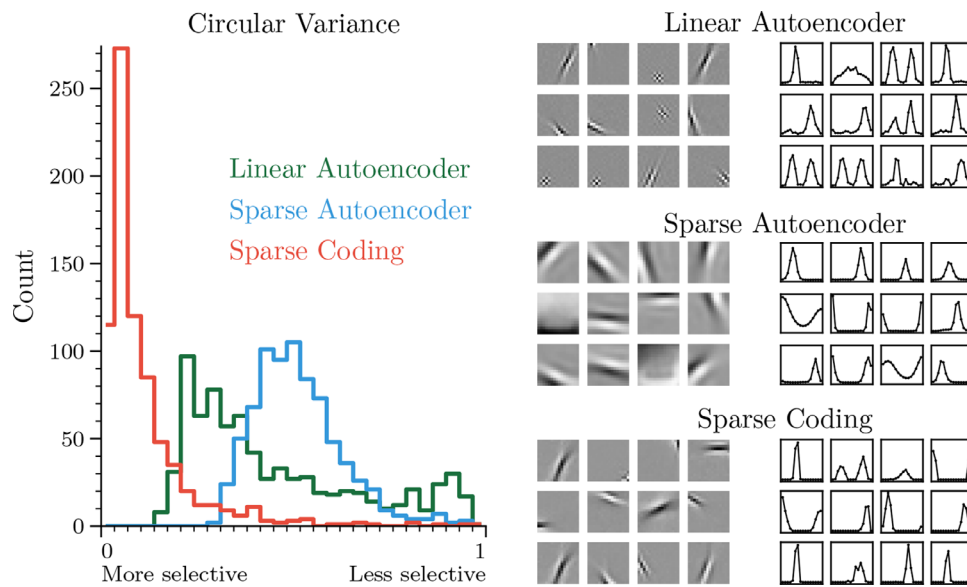 Circular Variance
250
200
150
100
50
0
Count
Linear Autoencoder
Sparse Autoencoder
Sparse Coding
0
1
More selective
Less selective
Linear Autoencoder
Sparse Autoencoder
Sparse Coding